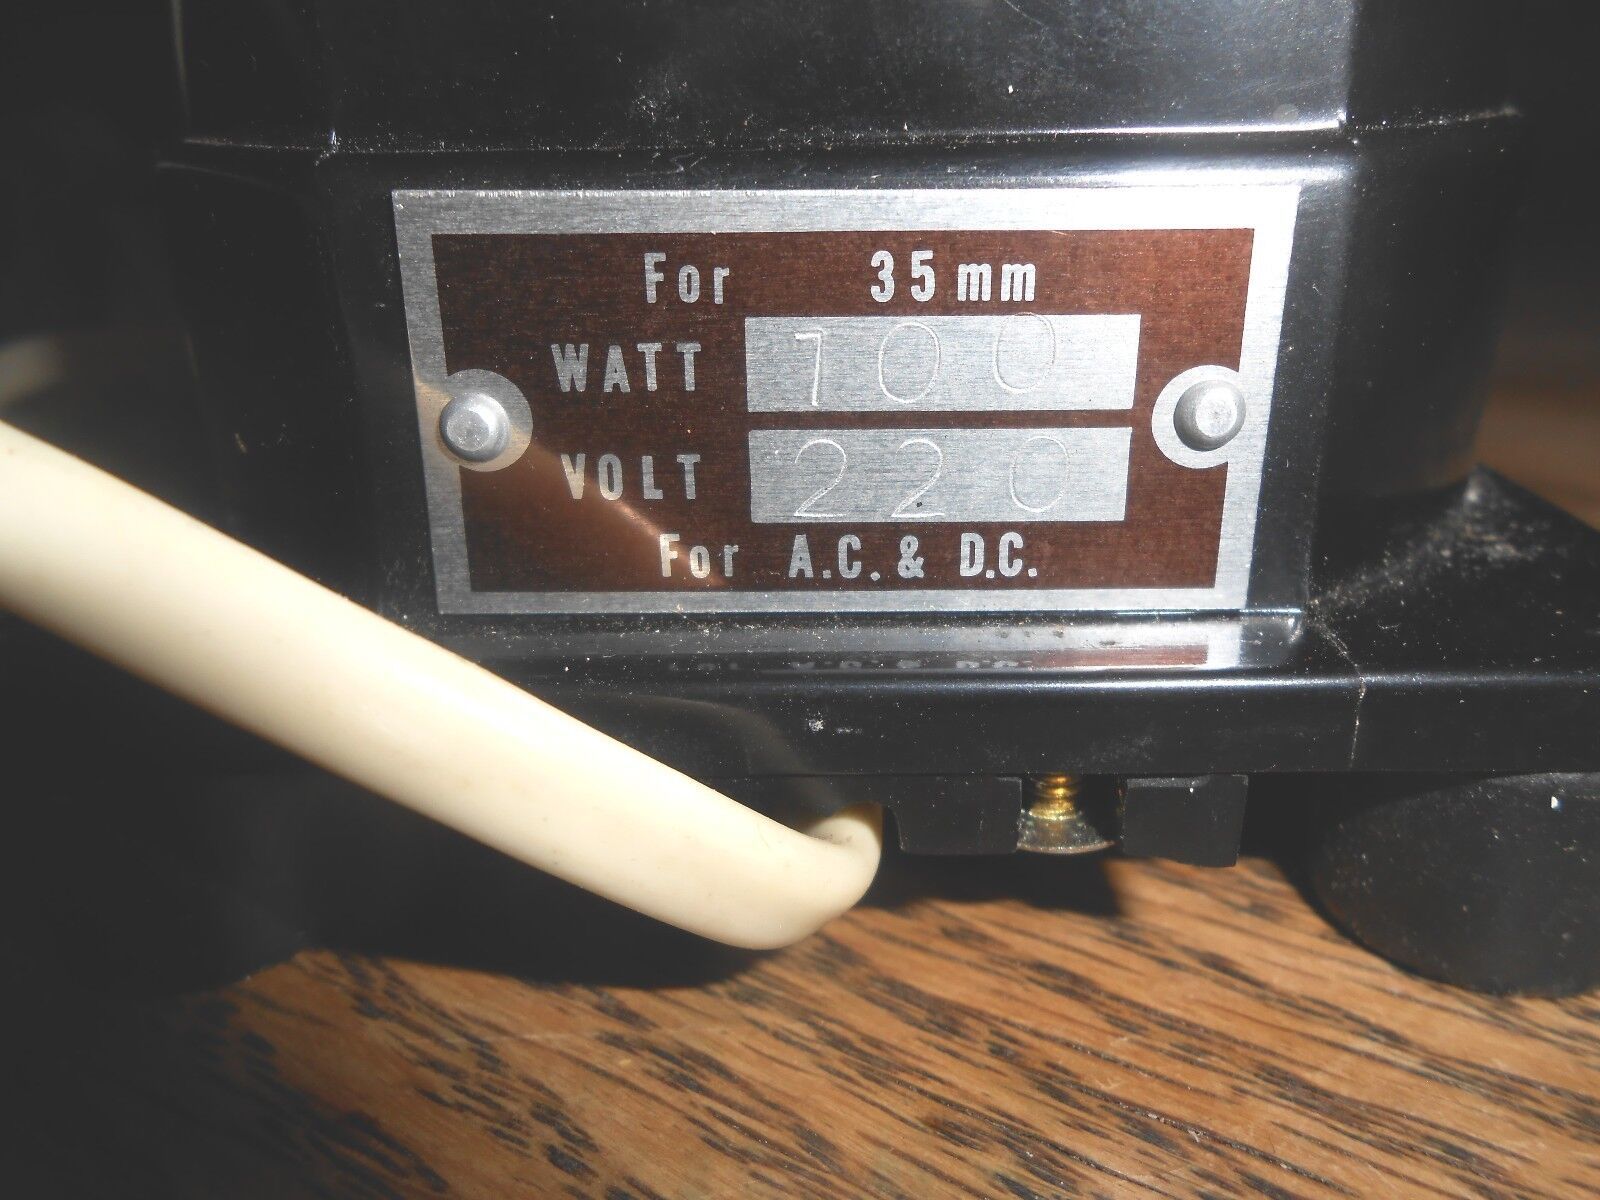 For 35mm
WATT 100
VOLT 220
For A.C. & D.C.